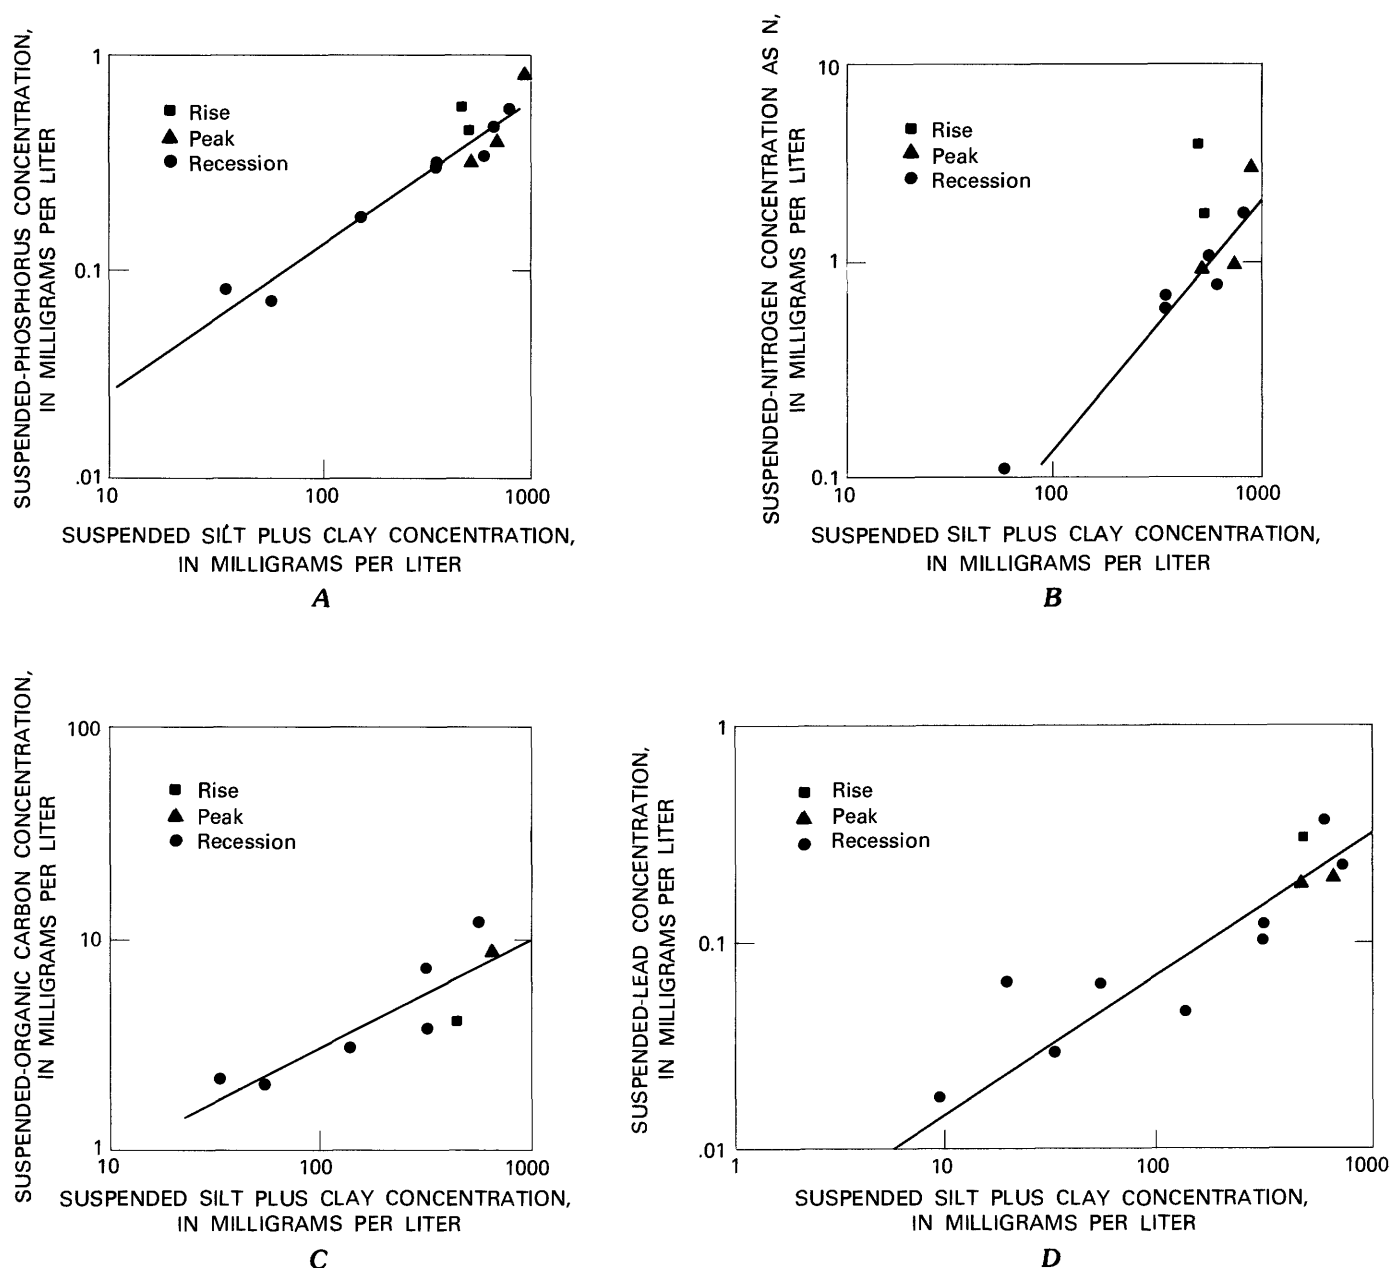 SUSPENDED-PHOSPHORUS CONCENTRATION,
IN MILLIGRAMS PER LITER
1
0.1
.01
Rise
Peak
Recession
10
100
1000
SUSPENDED SILT PLUS CLAY CONCENTRATION,
IN MILLIGRAMS PER LITER
A
SUSPENDED-NITROGEN CONCENTRATION AS N,
IN MILLIGRAMS PER LITER
10
1
0.1
Rise
Peak
Recession
10
100
1000
SUSPENDED SILT PLUS CLAY CONCENTRATION,
IN MILLIGRAMS PER LITER
B
SUSPENDED-ORGANIC CARBON CONCENTRATION,
IN MILLIGRAMS PER LITER
100
10
1
Rise
Peak
Recession
10
100
1000
SUSPENDED SILT PLUS CLAY CONCENTRATION,
IN MILLIGRAMS PER LITER
C
SUSPENDED-LEAD CONCENTRATION,
IN MILLIGRAMS PER LITER
1
0.1
.01
Rise
Peak
Recession
1
10
100
1000
SUSPENDED SILT PLUS CLAY CONCENTRATION,
IN MILLIGRAMS PER LITER
D